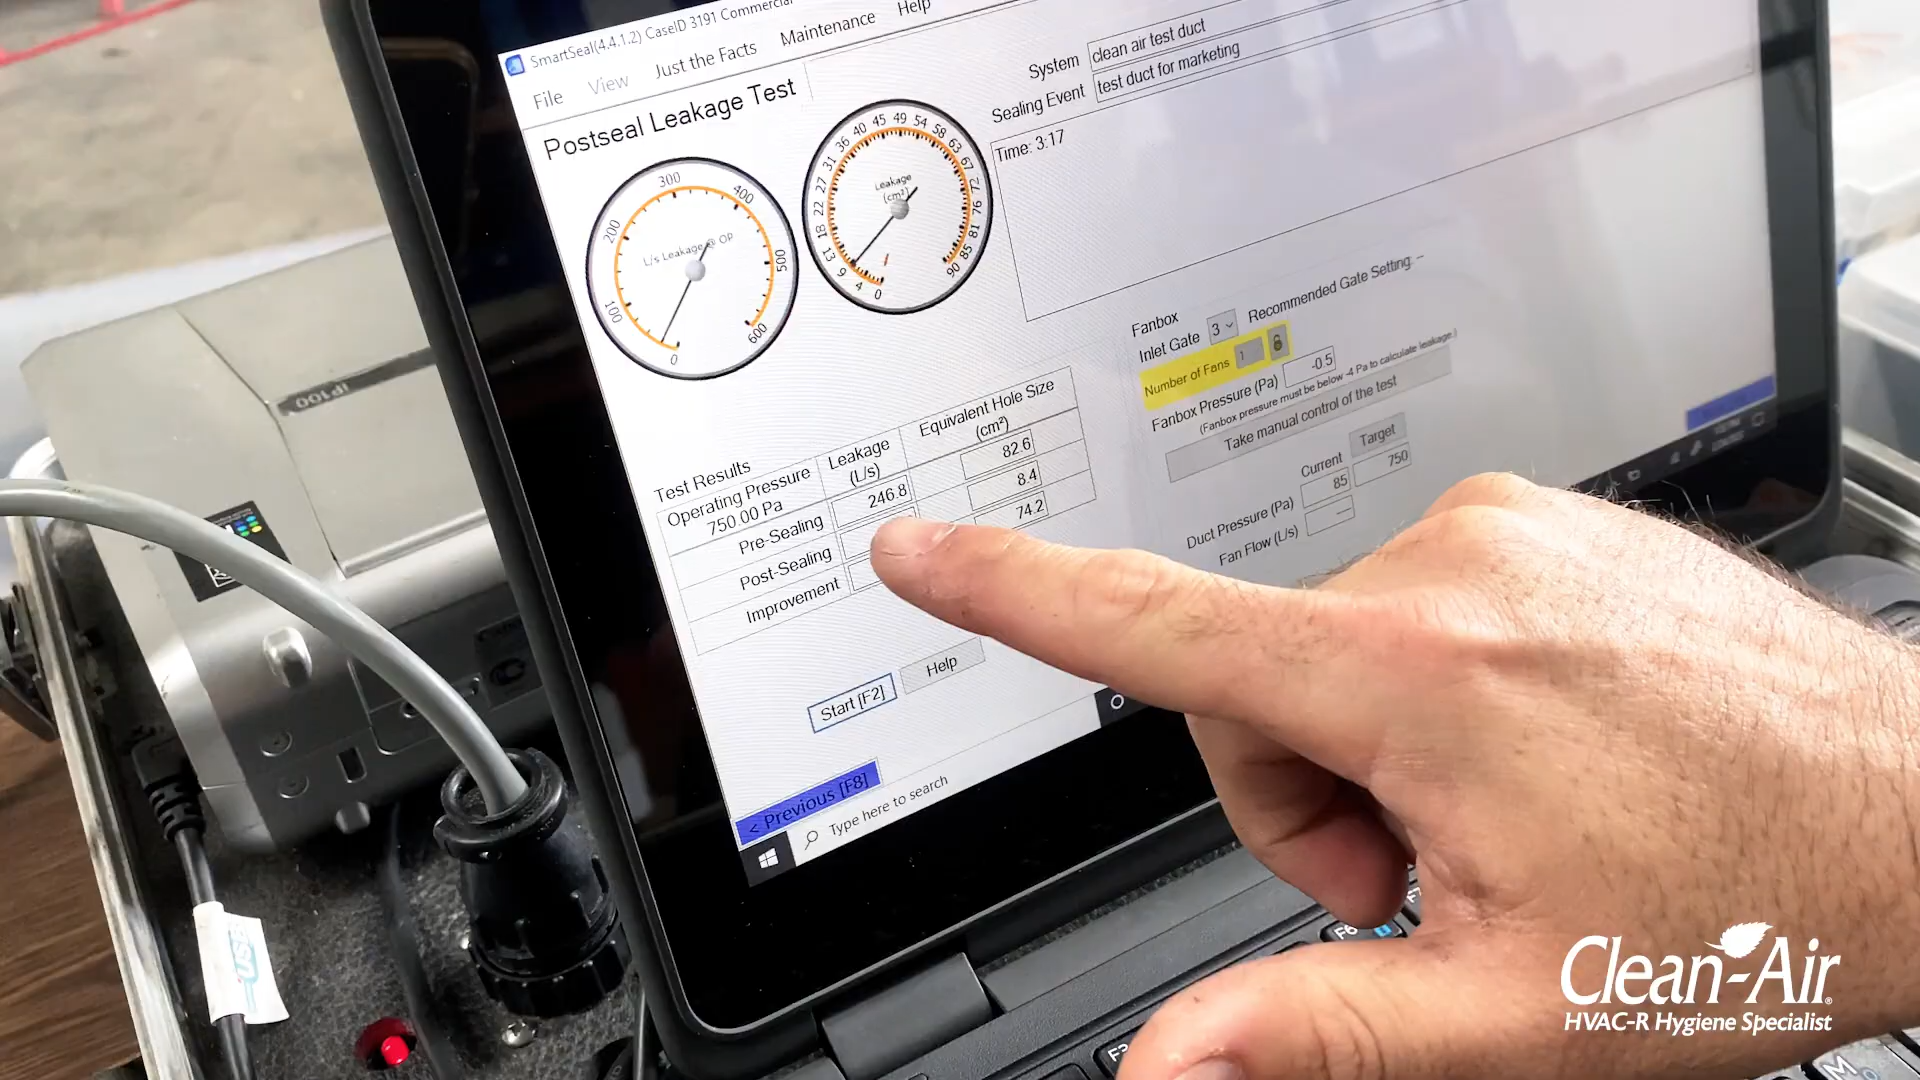 SmartSeal(4.4.1.2) CaseID 3191 Commercial
File View Just the Facts Maintenance Help
Postseal Leakage Test
System clean air test duct
Sealing Event test duct for marketing
Time: 3:17
0 100 200 300 400 500 600
L/s Leakage @ OP
0 4 9 13 18 22 27 31 36 40 45 49 54 58 63 67 72 76 81 85 90
Leakage
(cm²)
Fanbox
Inlet Gate 3 Recommended Gate Setting: --
Number of Fans 1
Fanbox Pressure (Pa) -0.5
(Fanbox pressure must be below -4 Pa to calculate leakage.)
Take manual control of the test
Current Target
Duct Pressure (Pa) 85 750
Fan Flow (L/s) ---
Test Results
Operating Pressure
750.00 Pa
Leakage
(L/s)
Equivalent Hole Size
(cm²)
Pre-Sealing 246.8 82.6
Post-Sealing 8.4
Improvement 74.2
Start [F2] Help
< Previous [F8]
Type here to search
iP100
Canon
USB
F6
M
Clean-Air®
HVAC-R Hygiene Specialist